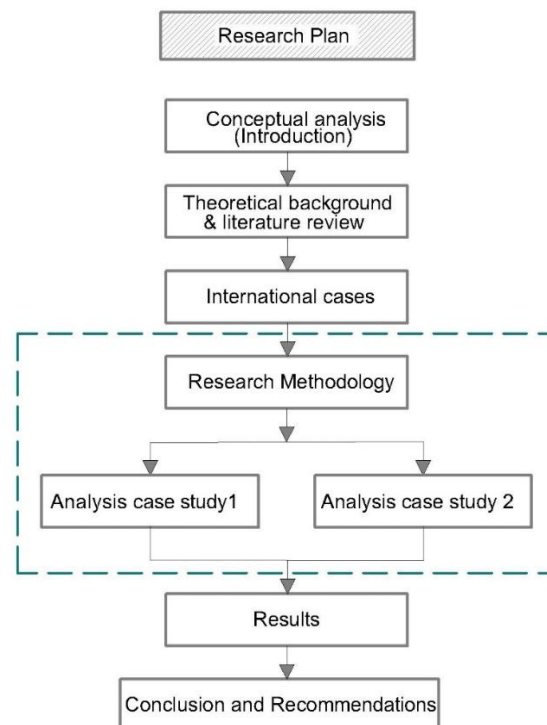 Research Plan
Conceptual analysis
(Introduction)
Theoretical background
& literature review
International cases
Research Methodology
Analysis case study1
Analysis case study 2
Results
Conclusion and Recommendations